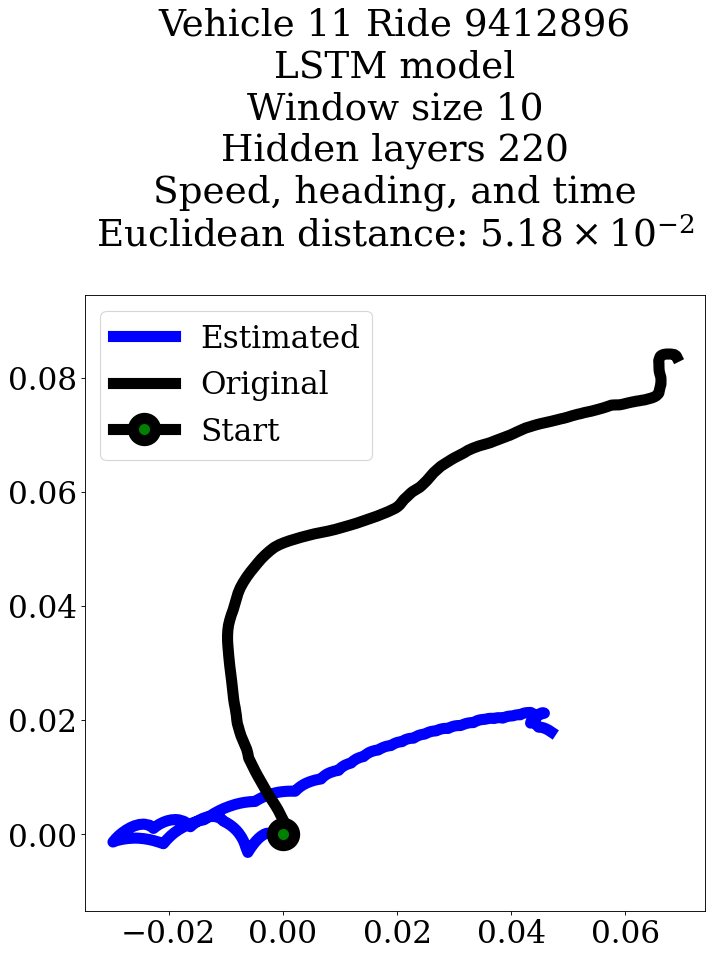 Vehicle 11 Ride 9412896
LSTM model
Window size 10
Hidden layers 220
Speed, heading, and time
Euclidean distance: 5.18 × 10⁻²
Estimated
Original
Start
0.08
0.06
0.04
0.02
0.00
−0.02 0.00 0.02 0.04 0.06